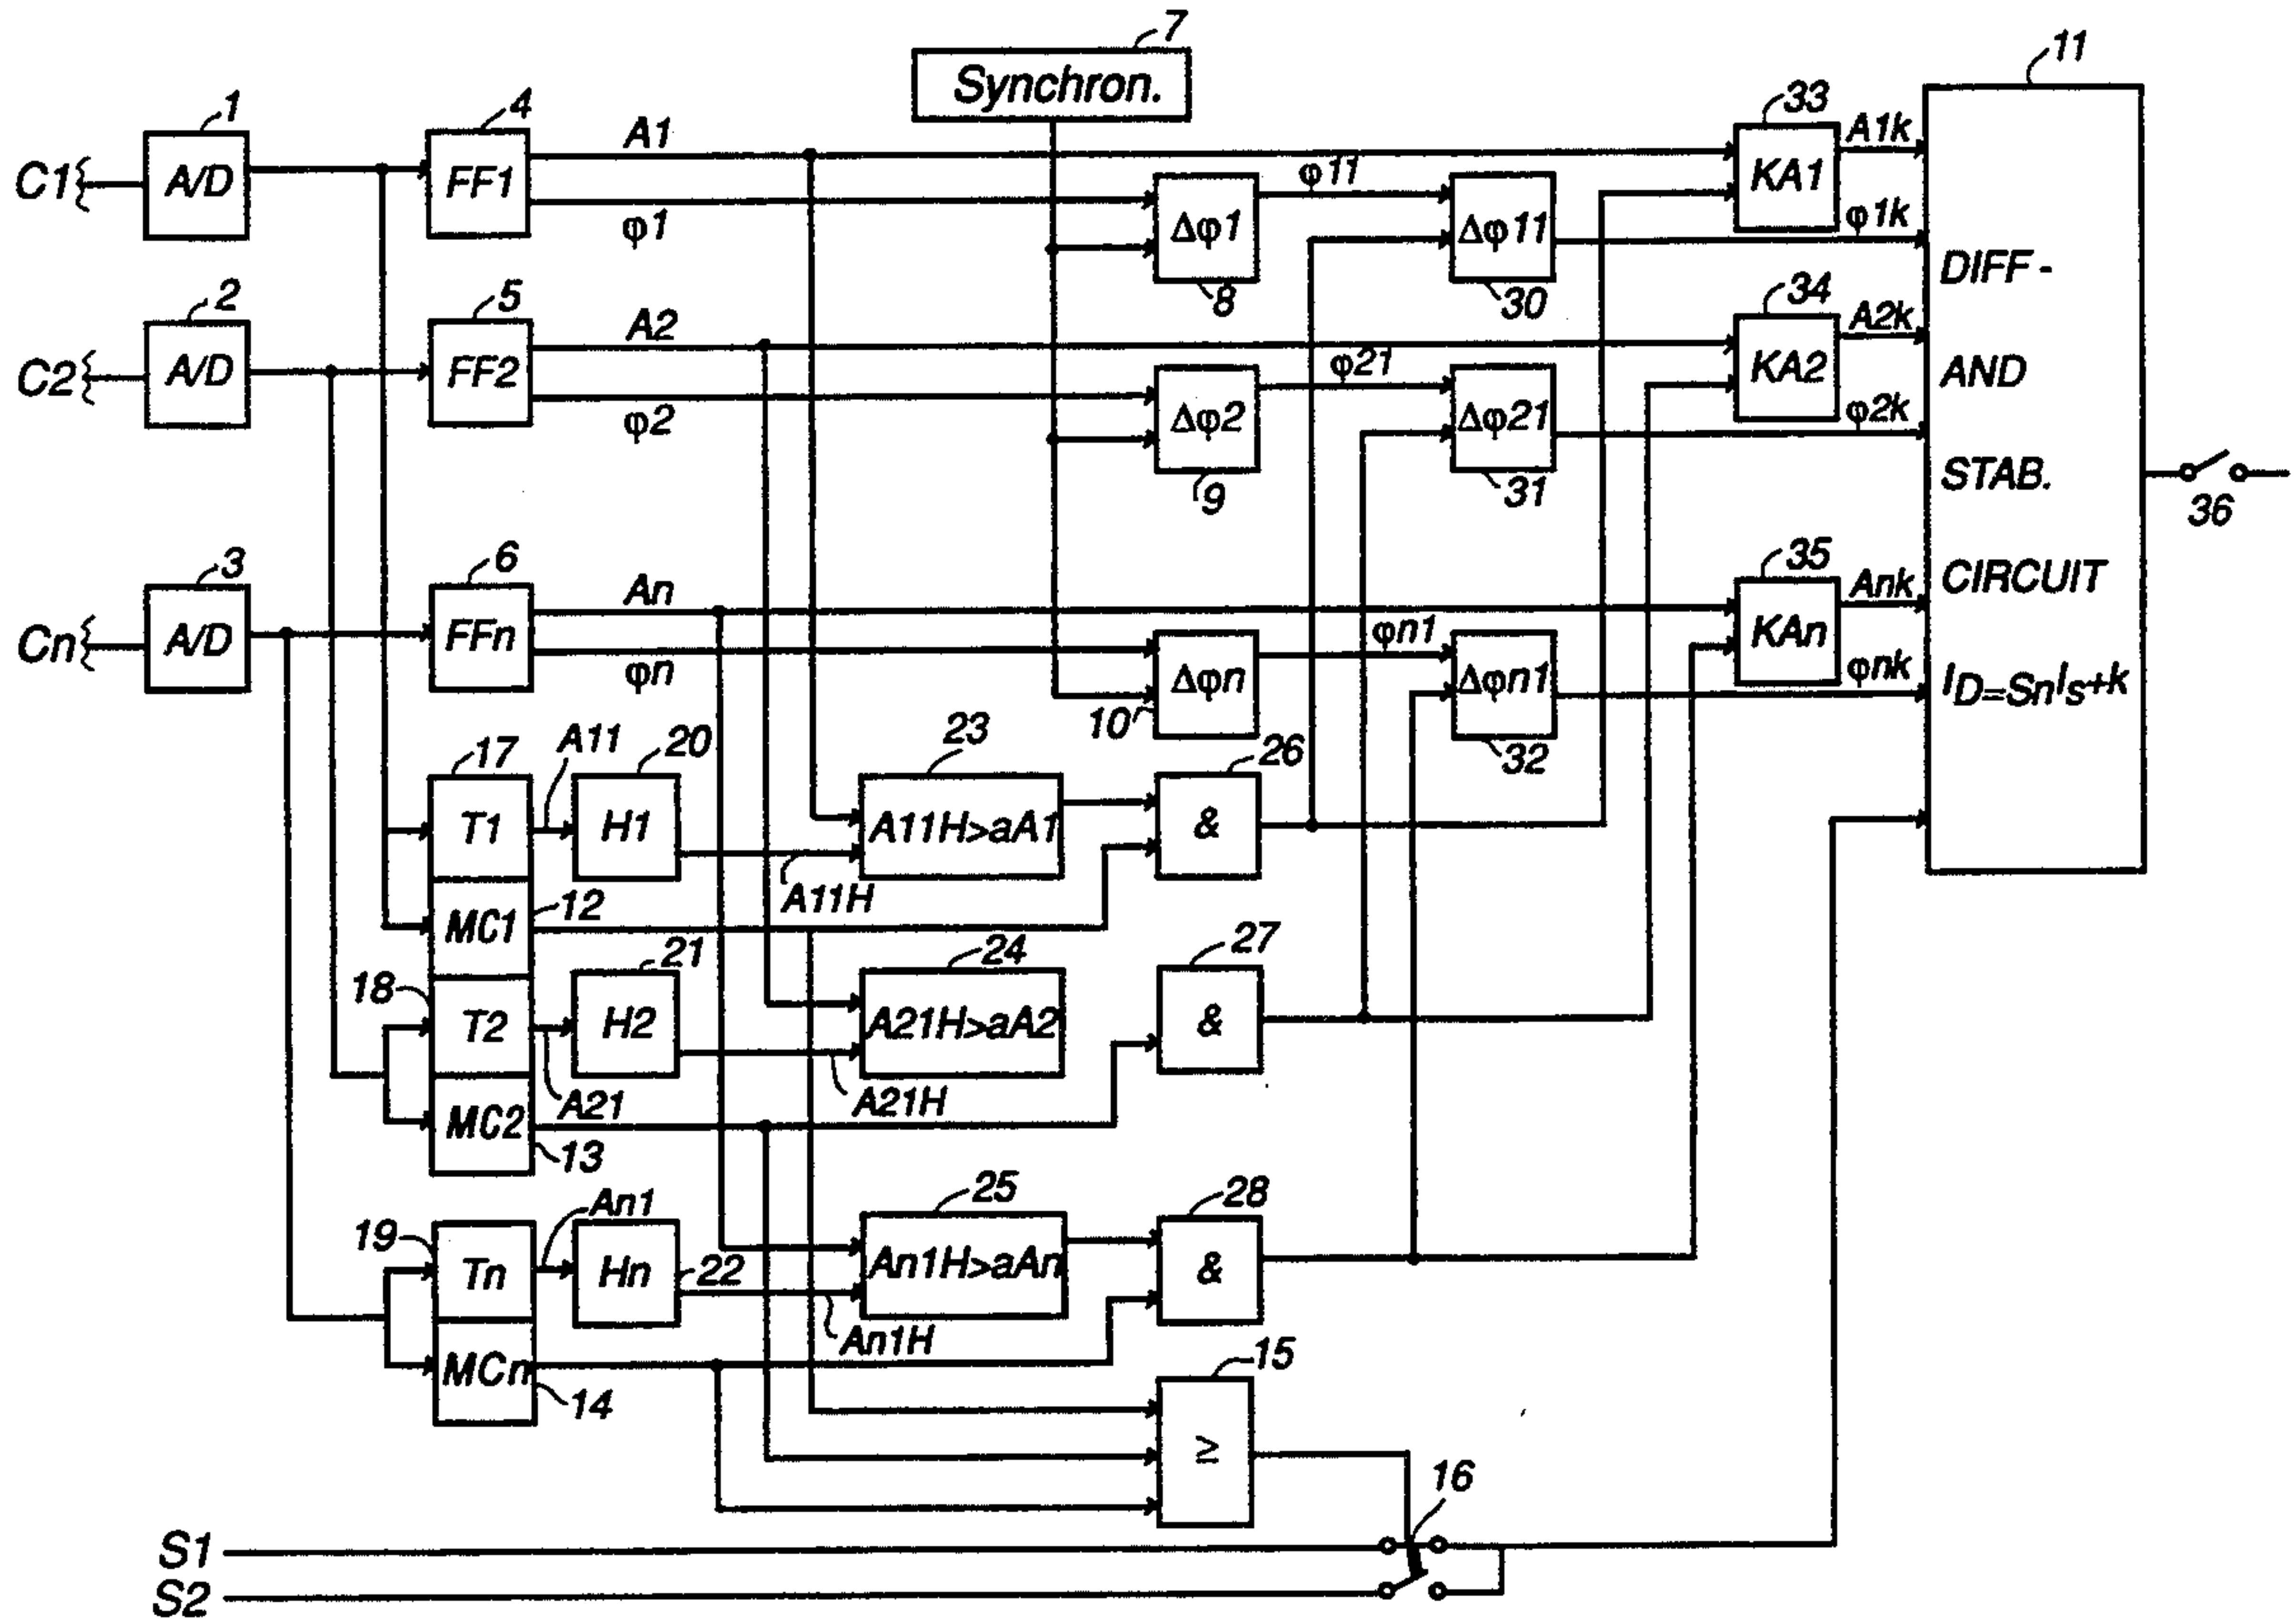 7
Synchron.
11
1
4
A1
33
A1k
C1
A/D
FF1
φ1
φ11
KA1
Δφ1
Δφ11
φ1k
8
30
DIFF-
2
5
A2
34
A2k
C2
A/D
FF2
φ2
φ21
KA2
AND
Δφ2
Δφ21
φ2k
9
31
STAB.
36
3
6
An
35
Ank
Cn
A/D
FFn
φn
φn1
KAn
CIRCUIT
Δφn
Δφn1
φnk
10
32
ID=SnIs+k
17
A11
20
23
26
T1
H1
A11H>aA1
&
A11H
MC1
12
18
21
24
27
T2
H2
A21H>aA2
&
A21
A21H
MC2
13
19
An1
25
28
Tn
Hn
22
An1H>aAn
&
An1H
MCn
14
15
≥
16
S1
S2